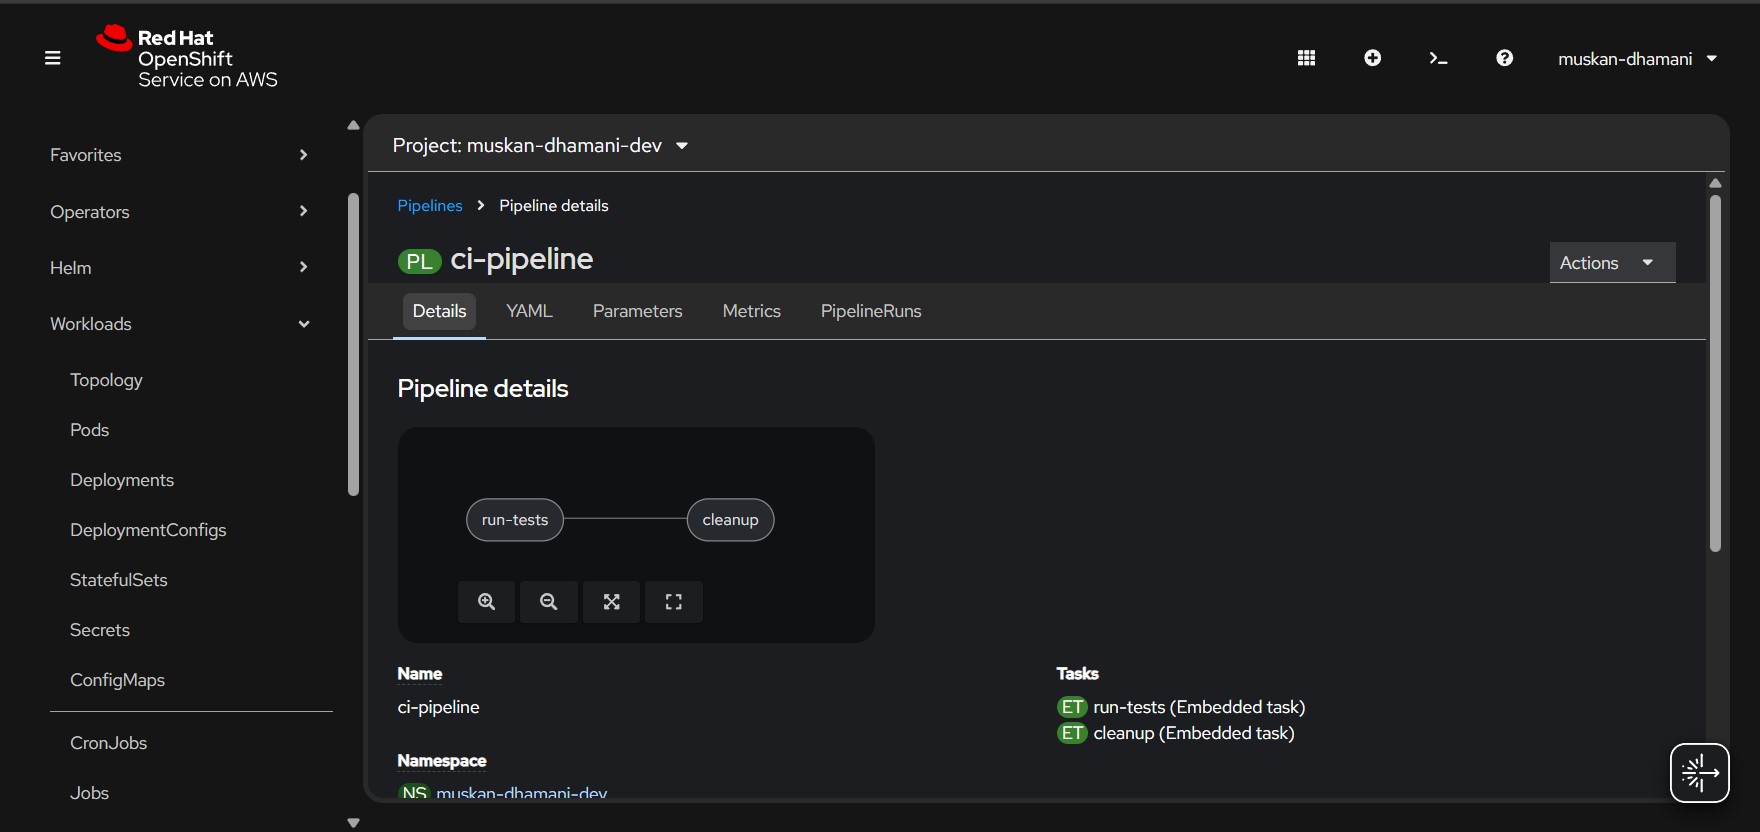 Red Hat
OpenShift
Service on AWS
muskan-dhamani
Favorites
Operators
Helm
Workloads
Topology
Pods
Deployments
DeploymentConfigs
StatefulSets
Secrets
ConfigMaps
CronJobs
Jobs
Project: muskan-dhamani-dev
Pipelines
Pipeline details
PL ci-pipeline
Actions
Details
YAML
Parameters
Metrics
PipelineRuns
Pipeline details
run-tests
cleanup
Name
ci-pipeline
Namespace
NS muskan-dhamani-dev
Tasks
ET run-tests (Embedded task)
ET cleanup (Embedded task)